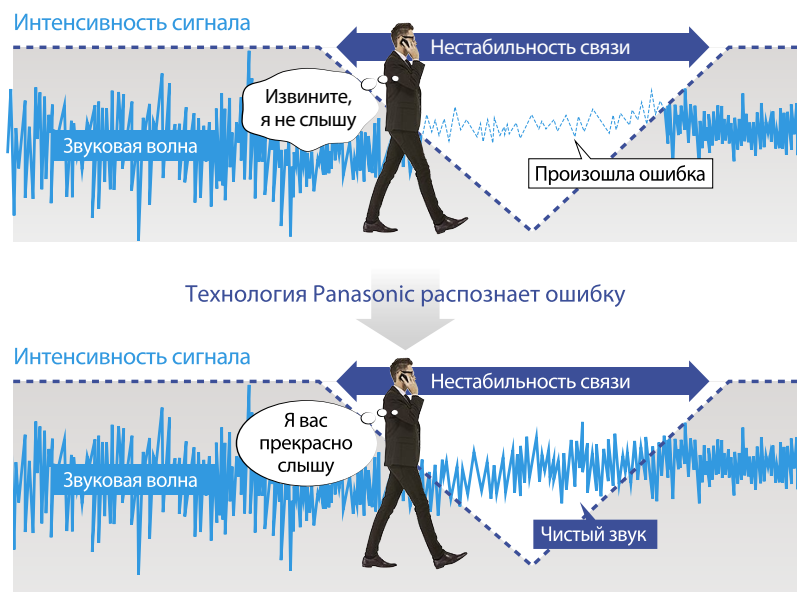 Интенсивность сигнала
Нестабильность связи
Извините,
я не слышу
Звуковая волна
Произошла ошибка
Технология Panasonic распознает ошибку
Интенсивность сигнала
Нестабильность связи
Я вас
прекрасно
слышу
Звуковая волна
Чистый звук